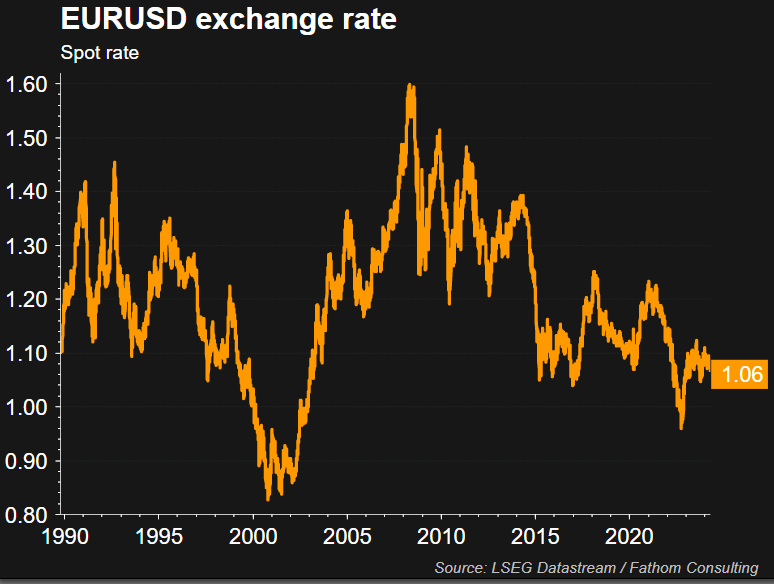 EURUSD exchange rate
Spot rate
1.60
1.50
1.40
1.30
1.20
1.10
1.06
1.00
0.90
0.80
1990 1995 2000 2005 2010 2015 2020
Source: LSEG Datastream / Fathom Consulting